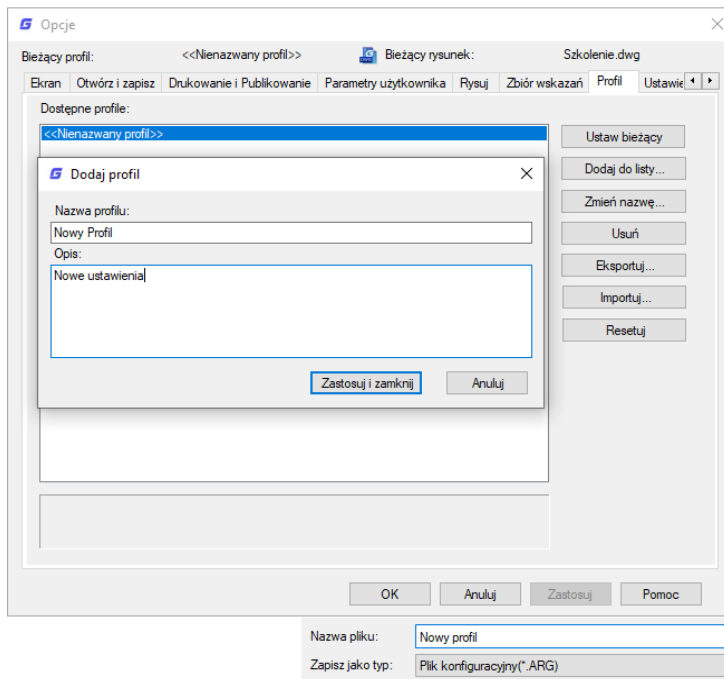 Opcje
Bieżący profil: <<Nienazwany profil>> Bieżący rysunek: Szkolenie.dwg
Ekran Otwórz i zapisz Drukowanie i Publikowanie Parametry użytkownika Rysuj Zbiór wskazań Profil Ustawie
Dostępne profile:
<<Nienazwany profil>>
Ustaw bieżący
Dodaj profil
Dodaj do listy...
Nazwa profilu:
Zmień nazwę...
Nowy Profil
Usuń
Opis:
Nowe ustawienia
Eksportuj...
Importuj...
Resetuj
Zastosuj i zamknij Anuluj
OK Anuluj Zastosuj Pomoc
Nazwa pliku: Nowy profil
Zapisz jako typ: Plik konfiguracyjny(*.ARG)